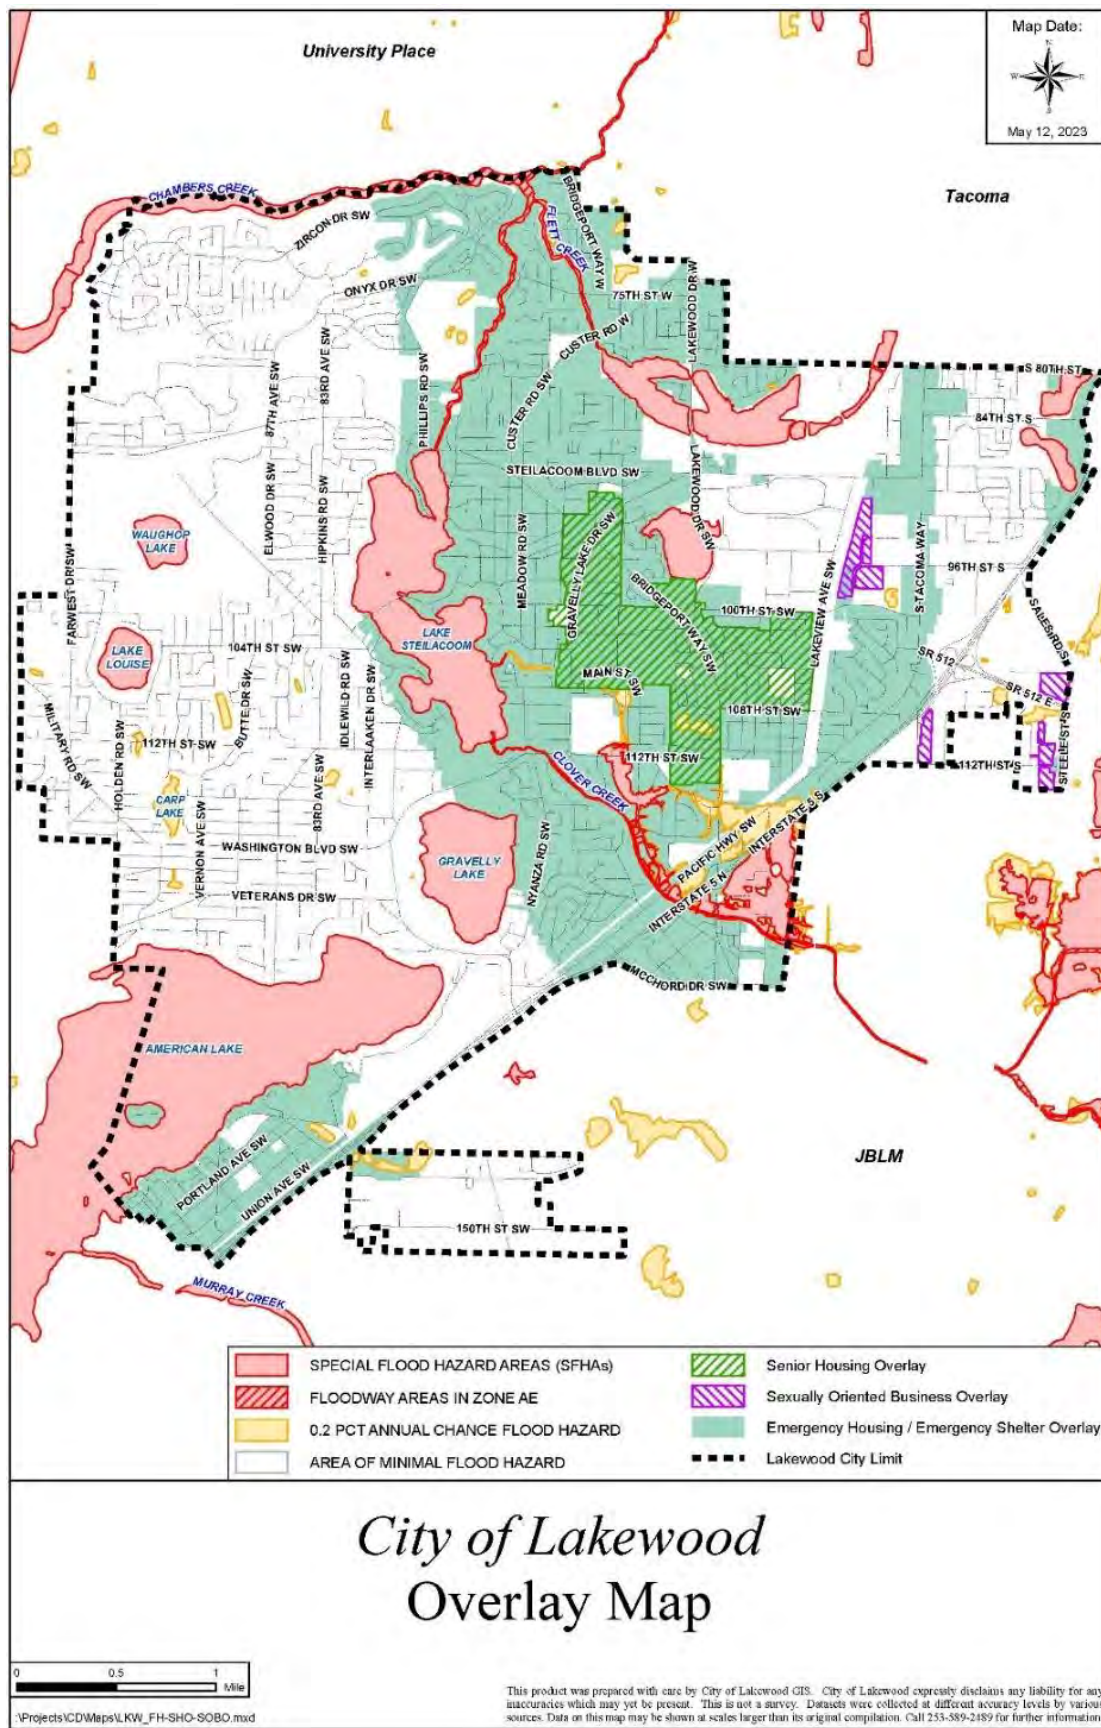 University Place
Map Date:
N
W
E
S
May 12, 2023
Tacoma
CHAMBERS CREEK
ZIRCON DR SW
BRIDGEPORT WAY W
FLETT CREEK
ONYX DR SW
75TH ST W
LAKEWOOD DR W
CUSTER RD W
83RD AVE SW
87TH AVE SW
PHILLIPS RD SW
CUSTER RD SW
S 80TH ST
84TH ST S
STEILACOOM BLVD SW
LAKEWOOD DR SW
ELWOOD DR SW
HIPKINS RD SW
MEADOW RD SW
GRAVELLY LAKE DR SW
WAUGHOP
LAKE
FARWEST DR SW
LAKEVIEW AVE SW
S TACOMA WAY
96TH ST S
BRIDGEPORT WAY SW
100TH ST SW
SALES RD S
LAKE
STEILACOOM
LAKE
LOUISE
104TH ST SW
SR 512
SR 512 E
MAIN ST SW
IDLEWILD RD SW
INTERLAAKEN DR SW
BUTTE DR SW
MILITARY RD SW
HOLDEN RD SW
108TH ST SW
112TH ST SW
112TH ST SW
112TH ST S
STEELE ST S
CLOVER CREEK
CARP
LAKE
83RD AVE SW
VERNON AVE SW
WASHINGTON BLVD SW
GRAVELLY
LAKE
NYANZA RD SW
PACIFIC HWY SW
INTERSTATE 5 S
INTERSTATE 5 N
VETERANS DR SW
MCCHORD DR SW
AMERICAN LAKE
PORTLAND AVE SW
UNION AVE SW
JBLM
150TH ST SW
MURRAY CREEK
SPECIAL FLOOD HAZARD AREAS (SFHAs)
FLOODWAY AREAS IN ZONE AE
0.2 PCT ANNUAL CHANCE FLOOD HAZARD
AREA OF MINIMAL FLOOD HAZARD
Senior Housing Overlay
Sexually Oriented Business Overlay
Emergency Housing / Emergency Shelter Overlay
Lakewood City Limit
City of Lakewood
Overlay Map
0 0.5 1
Mile
:\Projects\CD\Maps\LKW_FH-SHO-SOBO.mxd
This product was prepared with care by City of Lakewood GIS. City of Lakewood expressly disclaims any liability for any
inaccuracies which may yet be present. This is not a survey. Datasets were collected at different accuracy levels by various
sources. Data on this map may be shown at scales larger than its original compilation. Call 253-589-2489 for further information